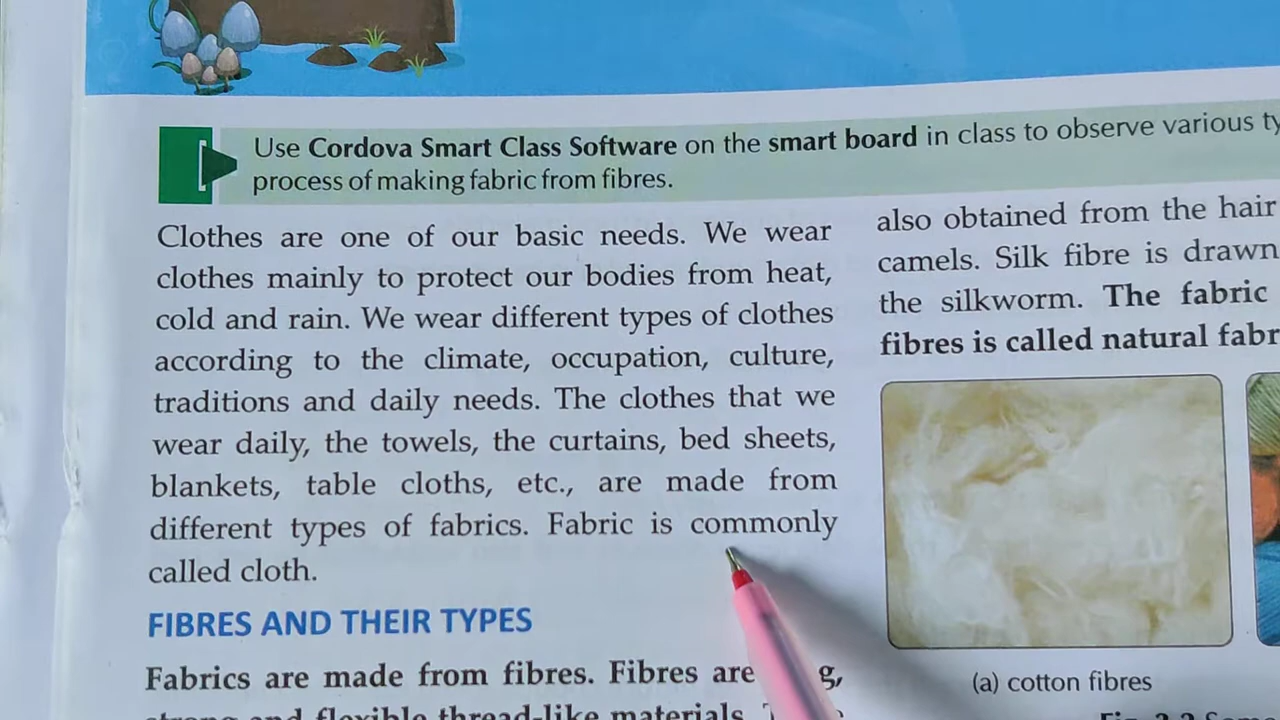 Use Cordova Smart Class Software on the smart board in class to observe various
process of making fabric from fibres.
Clothes are one of our basic needs. We wear
clothes mainly to protect our bodies from heat,
cold and rain. We wear different types of clothes
according to the climate, occupation, culture,
traditions and daily needs. The clothes that we
wear daily, the towels, the curtains, bed sheets,
blankets, table cloths, etc., are made from
different types of fabrics. Fabric is commonly
called cloth.
FIBRES AND THEIR TYPES
Fabrics are made from fibres. Fibres are
strong and flexible thread-like materials.
also obtained from the hair
camels. Silk fibre is drawn
the silkworm. The fabric
fibres is called natural
(a) cotton fibres